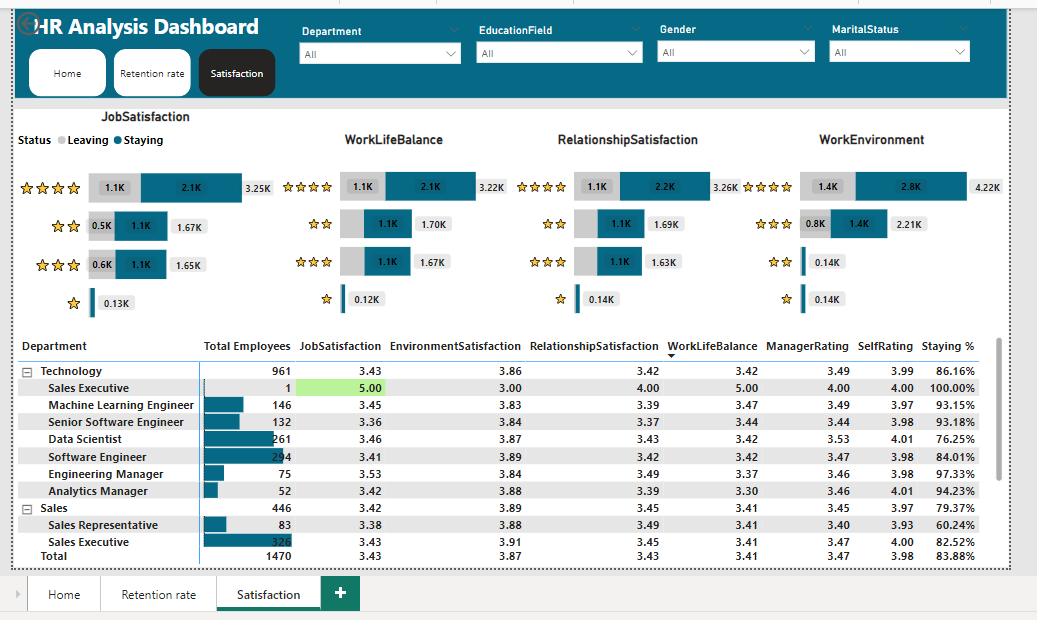 HR Analysis Dashboard
Department EducationField Gender MaritalStatus
All All All All
Home Retention rate Satisfaction
JobSatisfaction
Status Leaving Staying WorkLifeBalance RelationshipSatisfaction WorkEnvironment
1.1K 2.1K 3.25K 1.1K 2.1K 3.22K 1.1K 2.2K 3.26K 1.4K 2.8K 4.22K
0.5K 1.1K 1.67K 1.1K 1.70K 1.1K 1.69K 0.8K 1.4K 2.21K
0.6K 1.1K 1.65K 1.1K 1.67K 1.1K 1.63K 0.14K
0.13K 0.12K 0.14K 0.14K
Department Total Employees JobSatisfaction EnvironmentSatisfaction RelationshipSatisfaction WorkLifeBalance ManagerRating SelfRating Staying %
Technology 961 3.43 3.86 3.42 3.42 3.49 3.99 86.16%
Sales Executive 1 5.00 3.00 4.00 5.00 4.00 4.00 100.00%
Machine Learning Engineer 146 3.45 3.83 3.39 3.47 3.49 3.97 93.15%
Senior Software Engineer 132 3.36 3.84 3.37 3.44 3.44 3.98 93.18%
Data Scientist 261 3.46 3.87 3.43 3.42 3.53 4.01 76.25%
Software Engineer 294 3.41 3.89 3.42 3.42 3.47 3.98 84.01%
Engineering Manager 75 3.53 3.84 3.49 3.37 3.46 3.98 97.33%
Analytics Manager 52 3.42 3.88 3.39 3.30 3.46 4.01 94.23%
Sales 446 3.42 3.89 3.45 3.41 3.45 3.97 79.37%
Sales Representative 83 3.38 3.88 3.49 3.41 3.40 3.93 60.24%
Sales Executive 326 3.43 3.91 3.45 3.41 3.47 4.00 82.52%
Total 1470 3.43 3.87 3.43 3.41 3.47 3.98 83.88%
Home Retention rate Satisfaction +